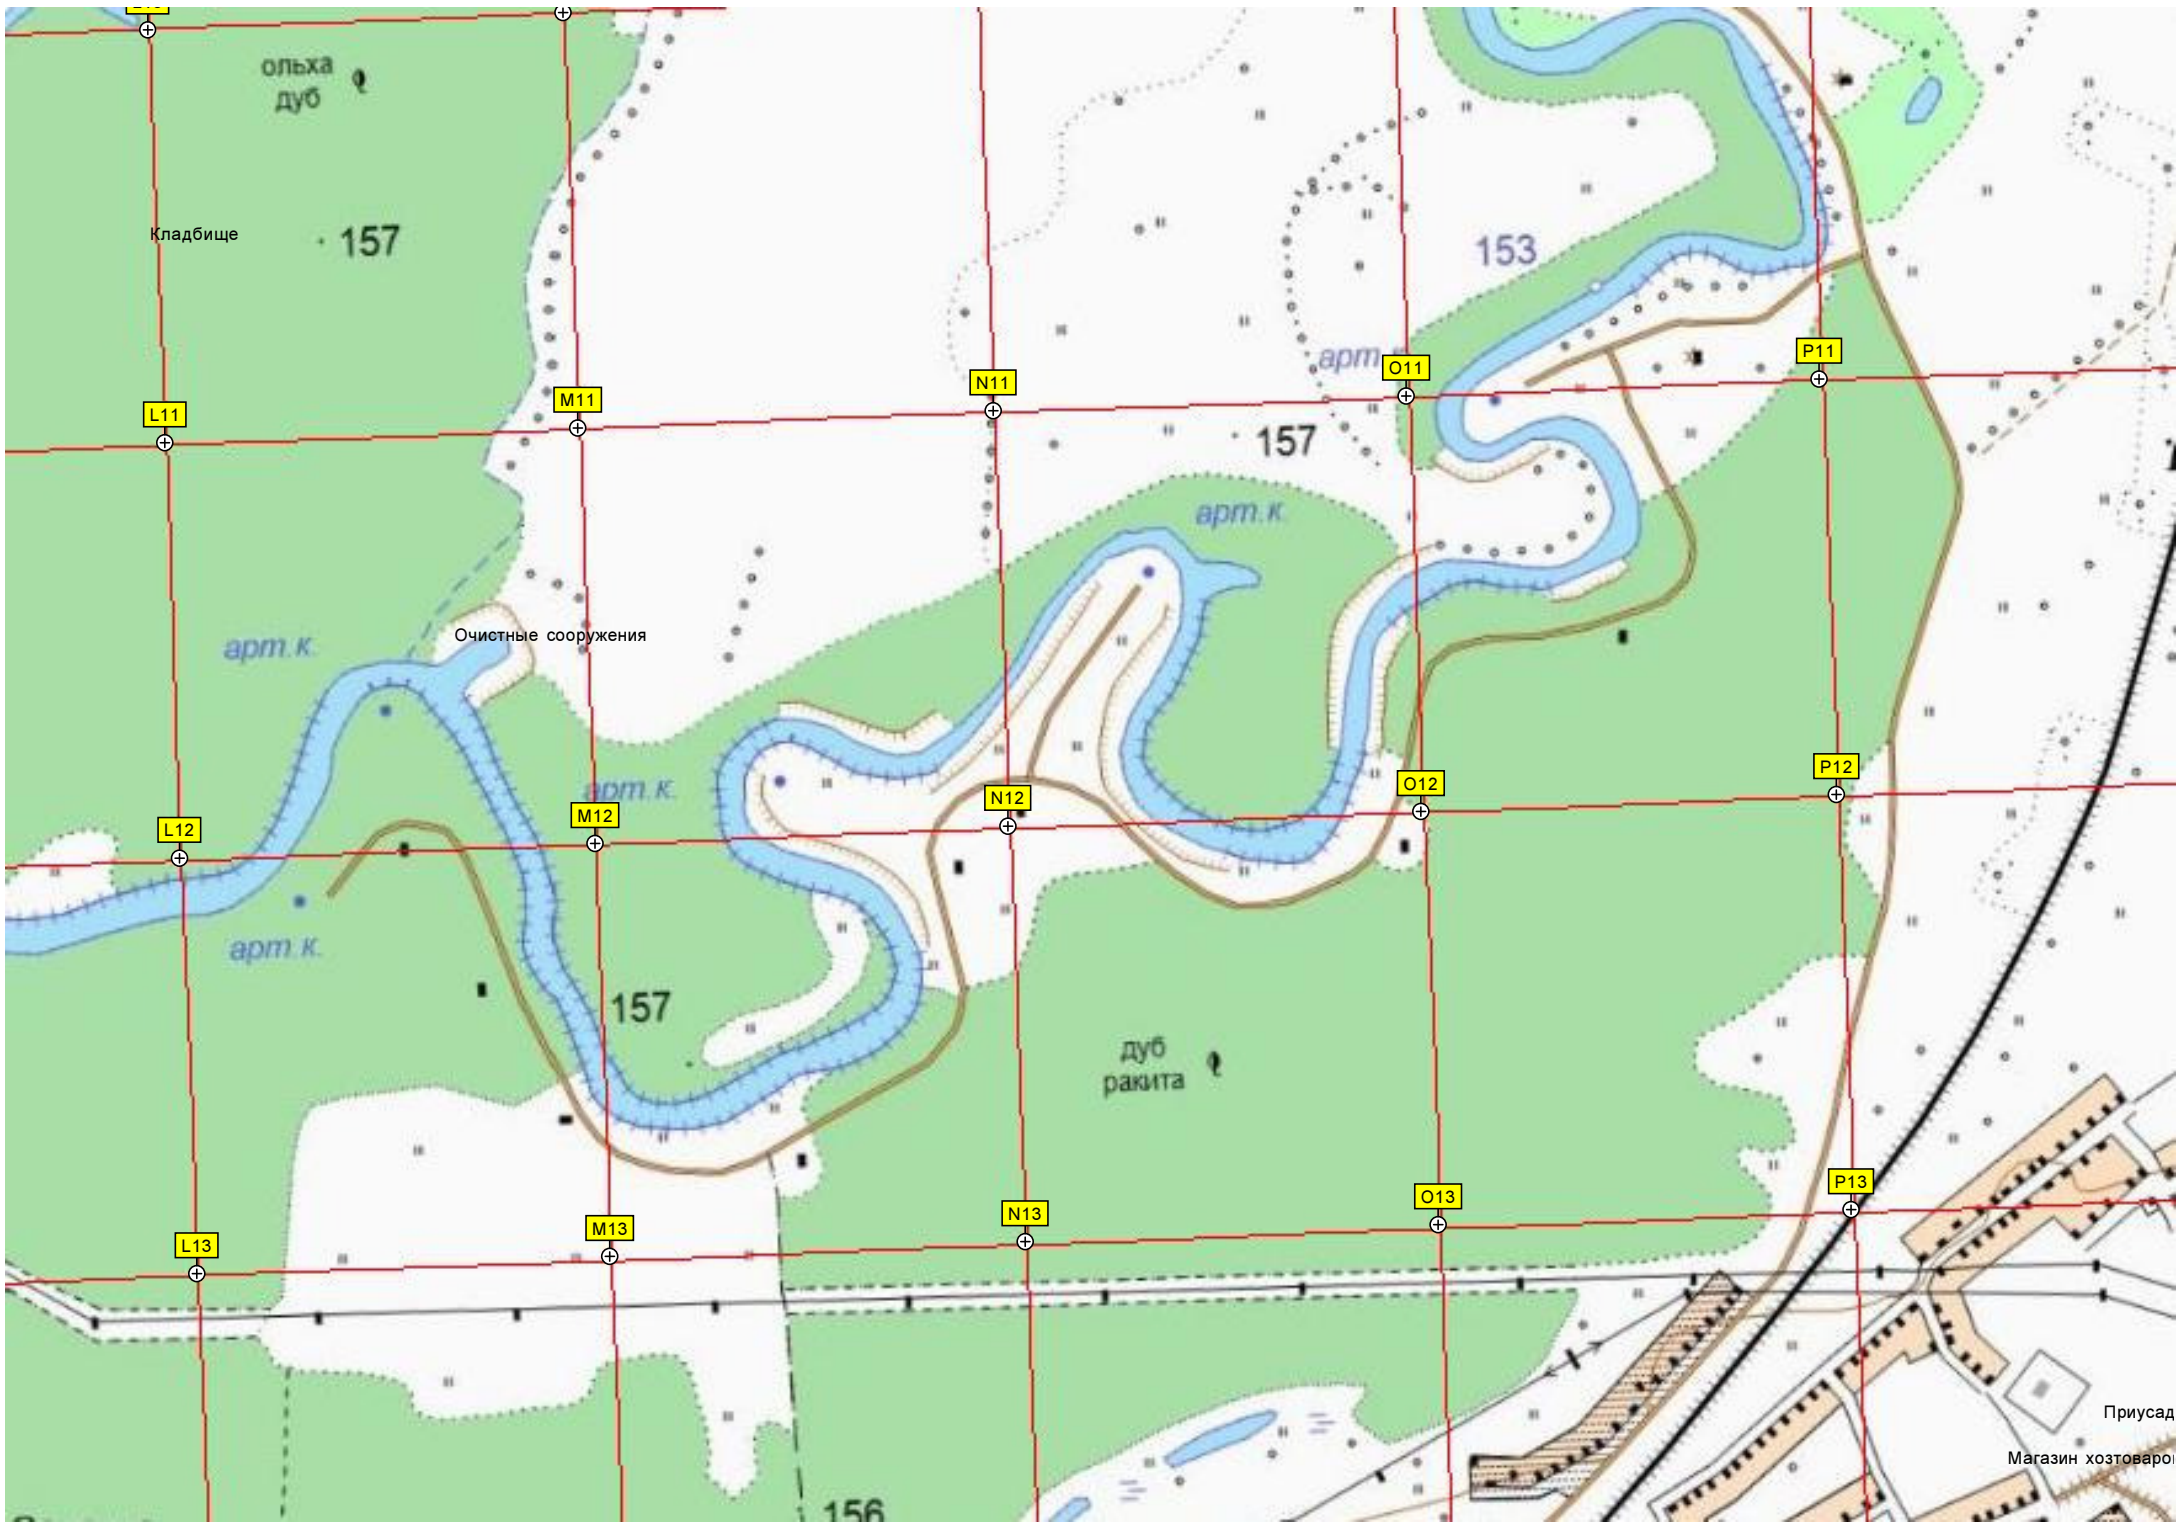 ольха
дуб
Кладбище
157
153
арт.
P11
O11
N11
M11
L11
157
арт.к.
Очистные сооружения
арт.к.
P12
O12
арт.к.
N12
M12
L12
арт.к.
157
дуб
ракита
P13
O13
N13
M13
L13
Приусад
Магазин хозтоваро
156